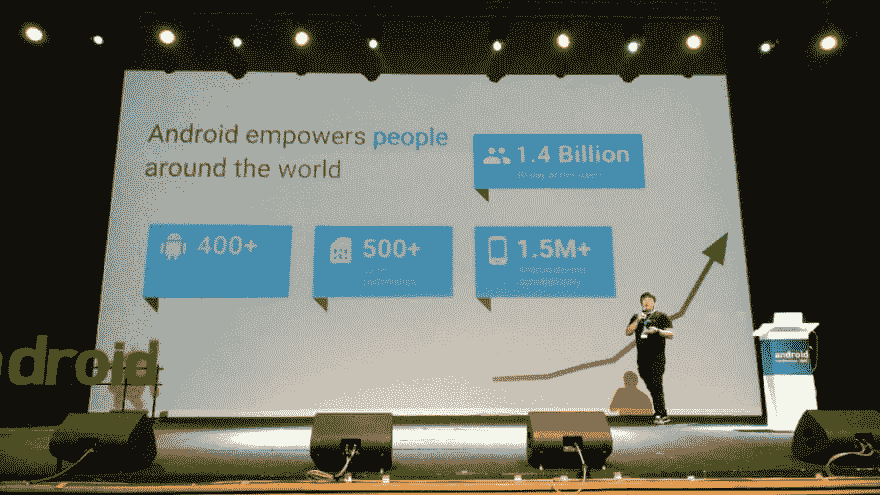 Android empowers people
around the world
1.4 Billion
400+
500+
1.5M+
android
android